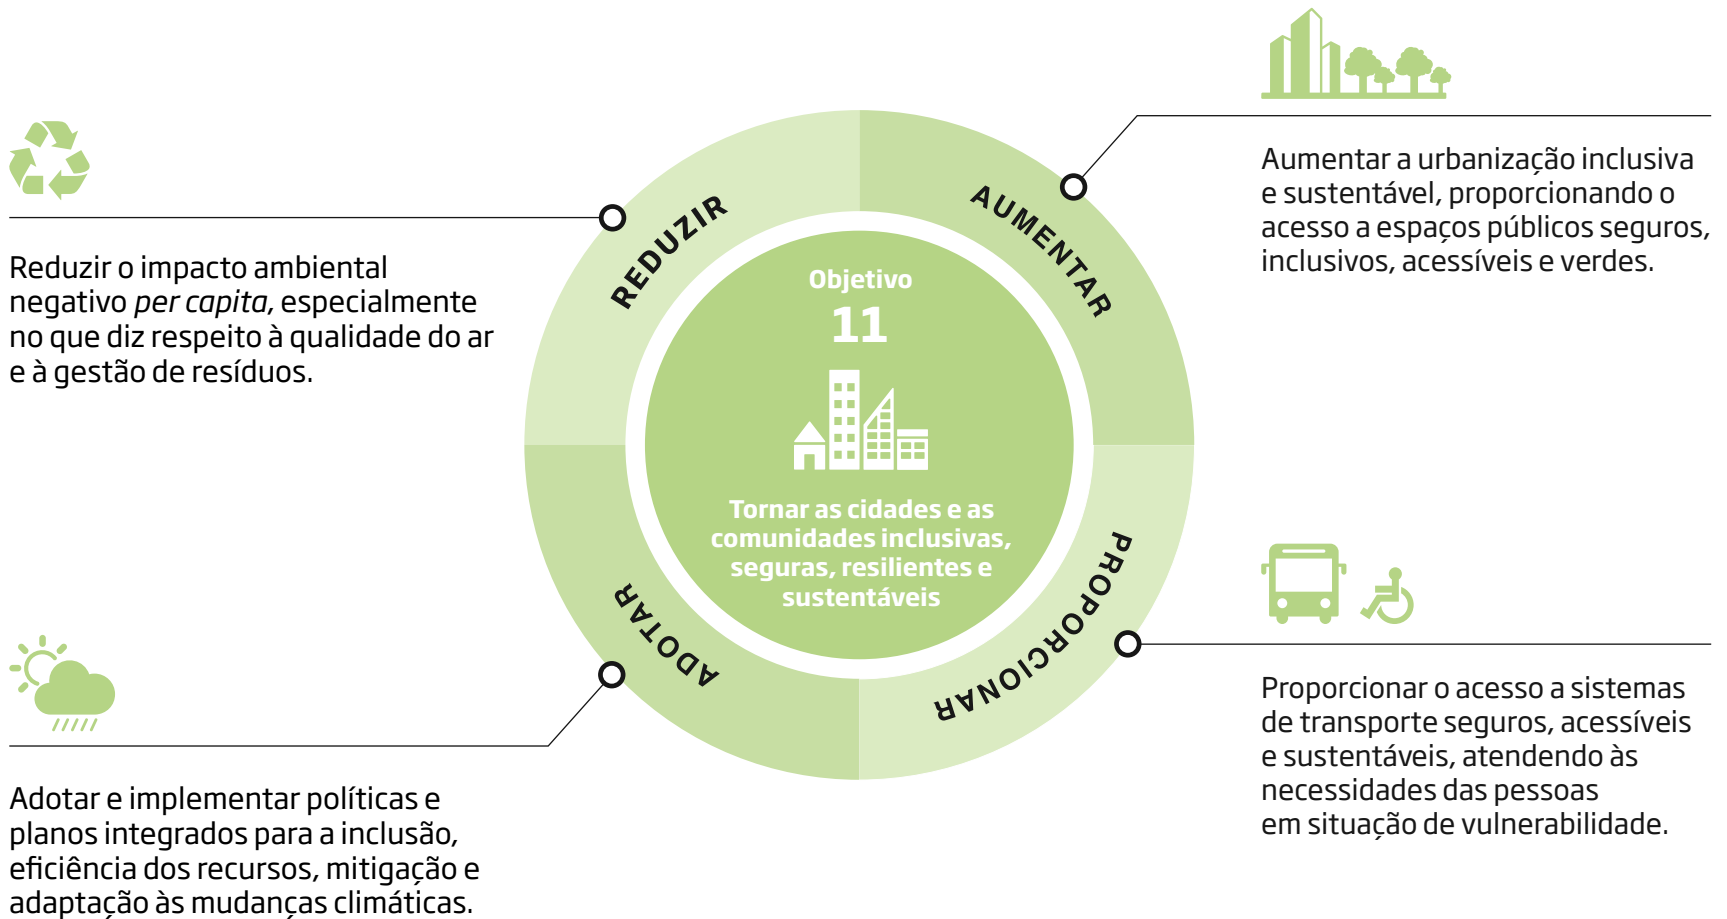 Objetivo
11
Tornar as cidades e as
comunidades inclusivas,
seguras, resilientes e
sustentáveis
REDUZIR
Reduzir o impacto ambiental
negativo per capita, especialmente
no que diz respeito à qualidade do ar
e à gestão de resíduos.
AUMENTAR
Aumentar a urbanização inclusiva
e sustentável, proporcionando o
acesso a espaços públicos seguros,
inclusivos, acessíveis e verdes.
PROPORCIONAR
Proporcionar o acesso a sistemas
de transporte seguros, acessíveis
e sustentáveis, atendendo às
necessidades das pessoas
em situação de vulnerabilidade.
ADOTAR
Adotar e implementar políticas e
planos integrados para a inclusão,
eficiência dos recursos, mitigação e
adaptação às mudanças climáticas.